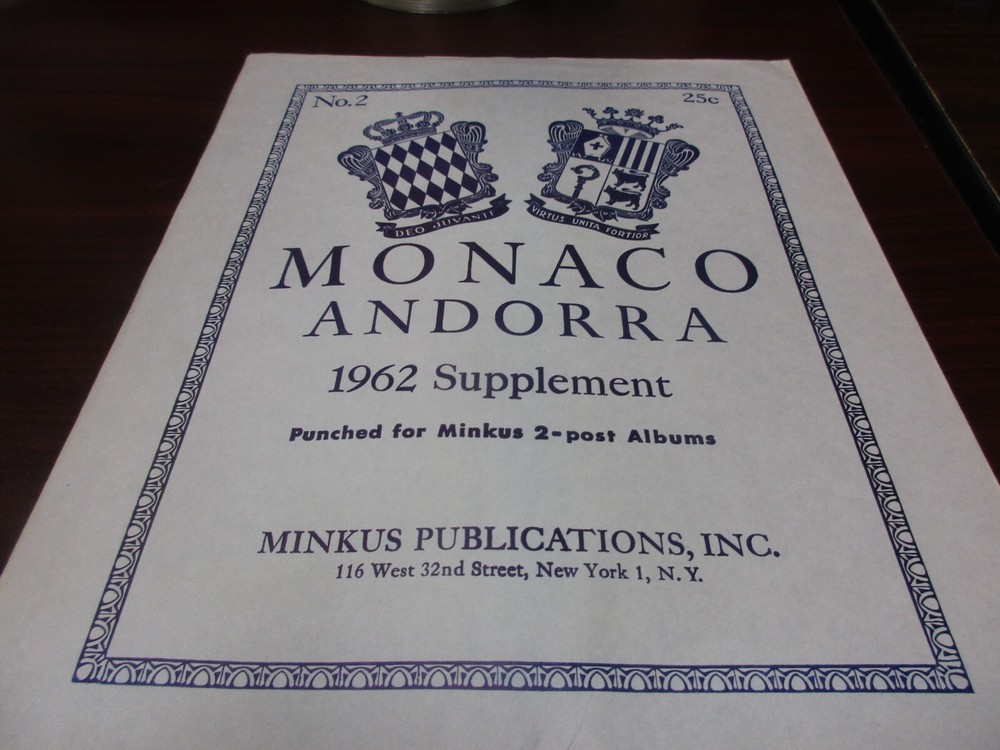 No. 2
25c
DEO JUVANTE
VIRTUS UNITA FORTIOR
MONACO
ANDORRA
1962 Supplement
Punched for Minkus 2-post Albums
MINKUS PUBLICATIONS, INC.
116 West 32nd Street, New York 1, N. Y.